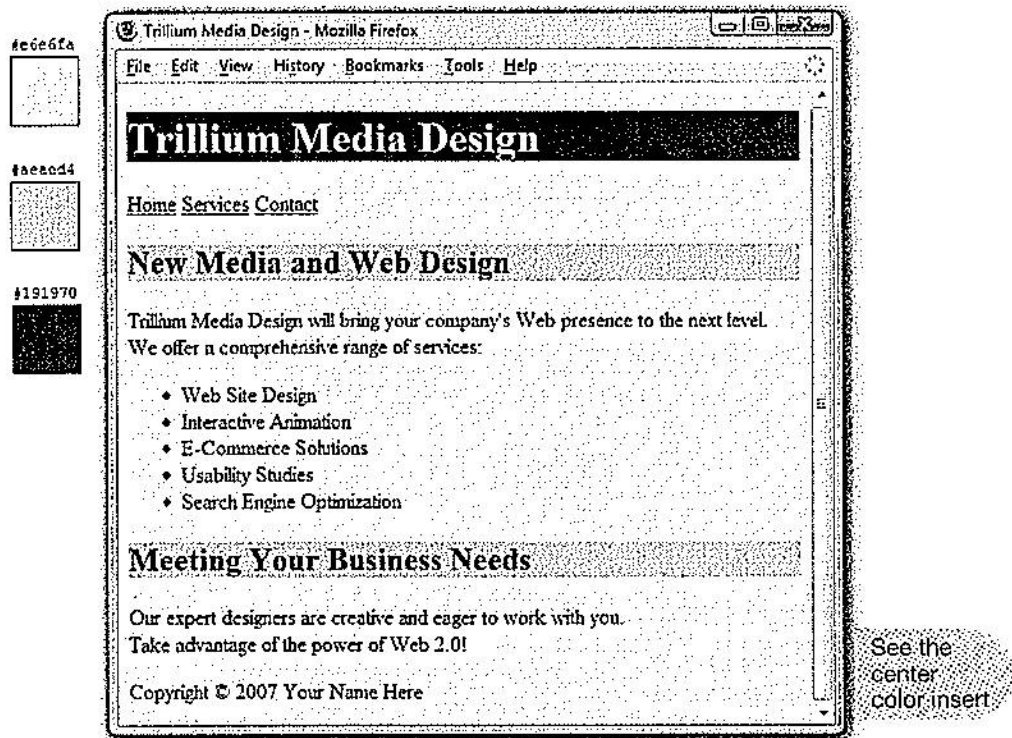 #e6e6fa
#aeaed4
#191970
Trillium Media Design - Mozilla Firefox
File Edit View History Bookmarks Tools Help
Trillium Media Design
Home Services Contact
New Media and Web Design
Trillium Media Design will bring your company's Web presence to the next level.
We offer a comprehensive range of services:
• Web Site Design
• Interactive Animation
• E-Commerce Solutions
• Usability Studies
• Search Engine Optimization
Meeting Your Business Needs
Our expert designers are creative and eager to work with you.
Take advantage of the power of Web 2.0!
Copyright © 2007 Your Name Here
See the
center
color insert